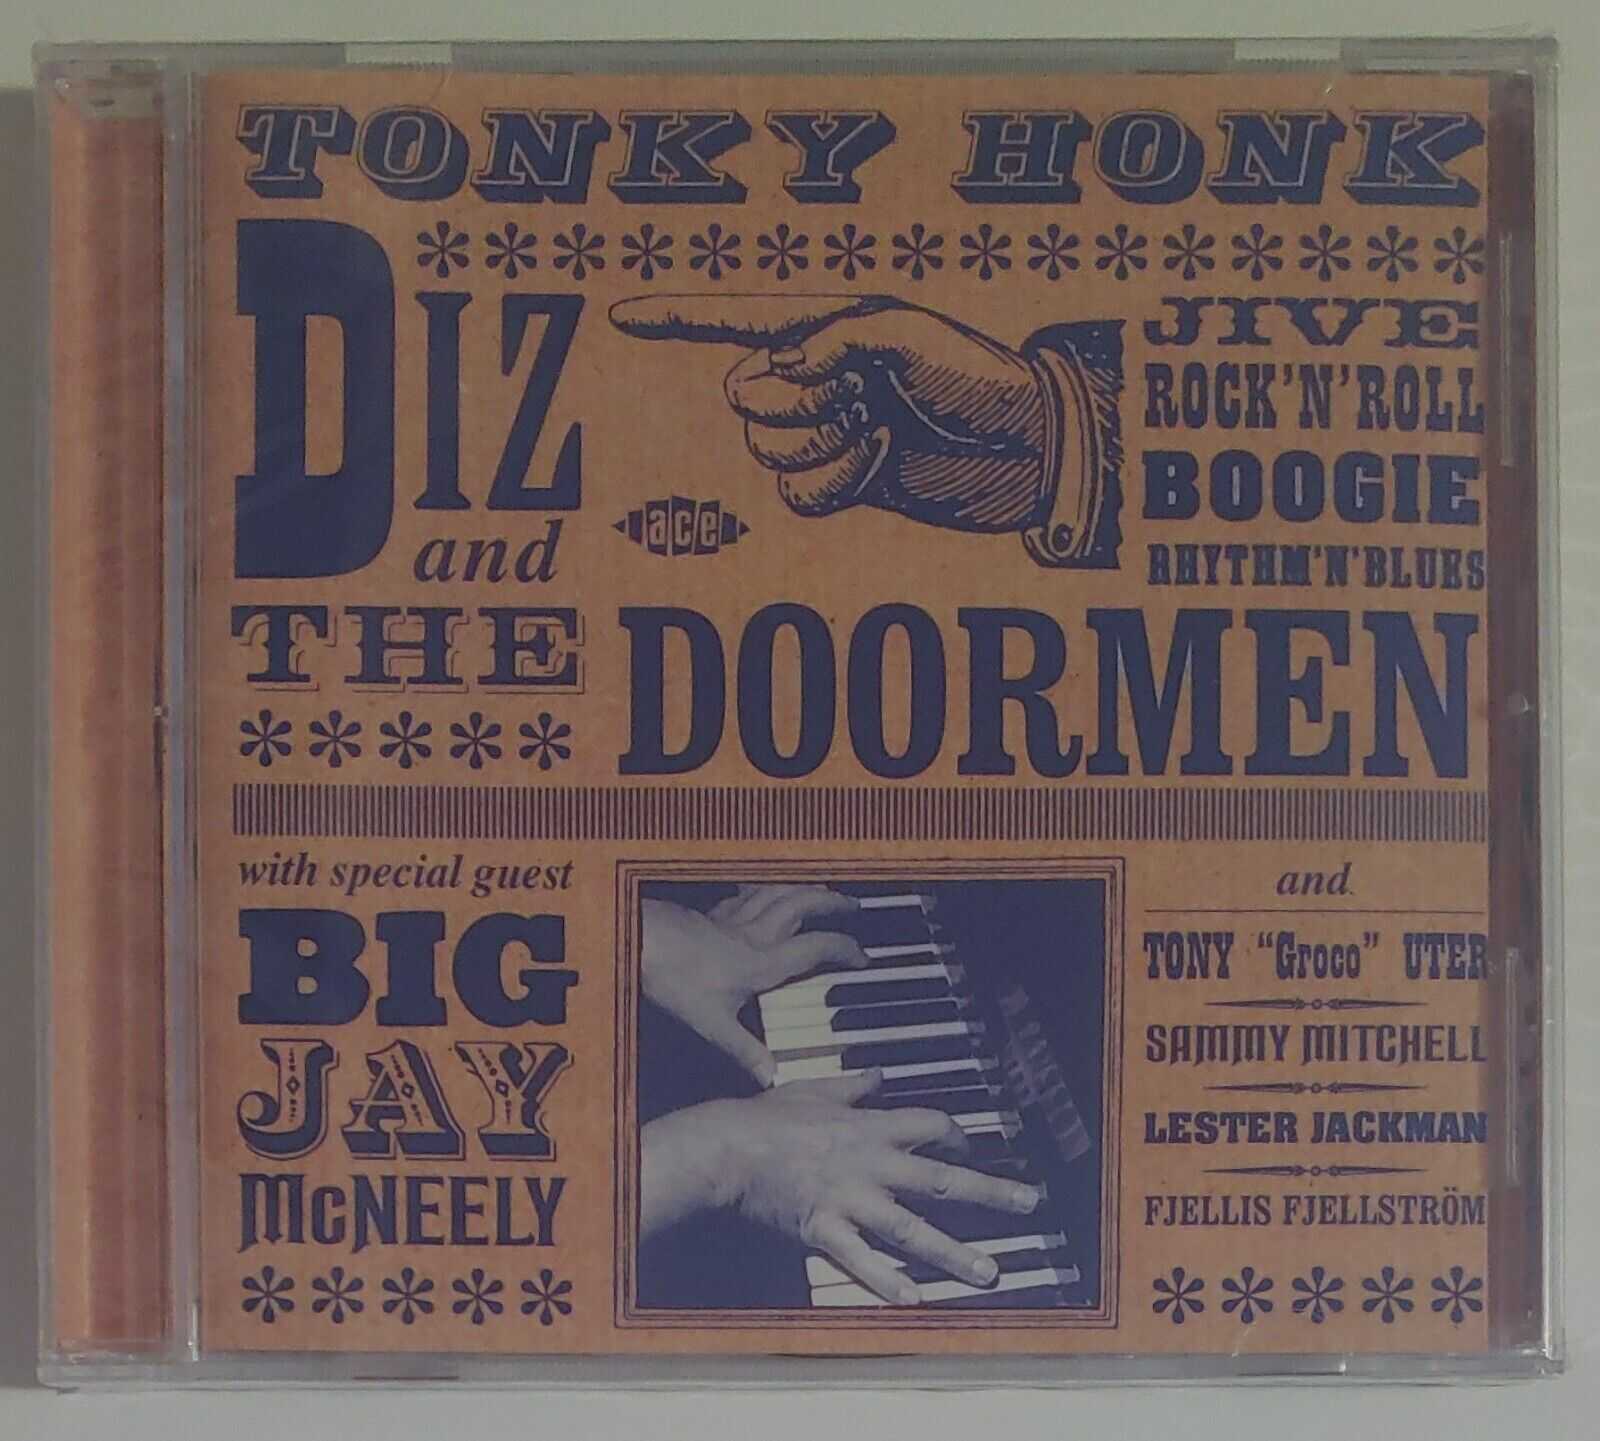 TONKY HONK
DIZ
and
THE
DOORMEN
ace
JIVE
ROCK'N'ROLL
BOOGIE
RHYTHM'N'BLUES
with special guest
BIG
JAY
McNEELY
and
TONY "Groco" UTER
SAMMY MITCHELL
LESTER JACKMAN
FJELLIS FJELLSTRÖM